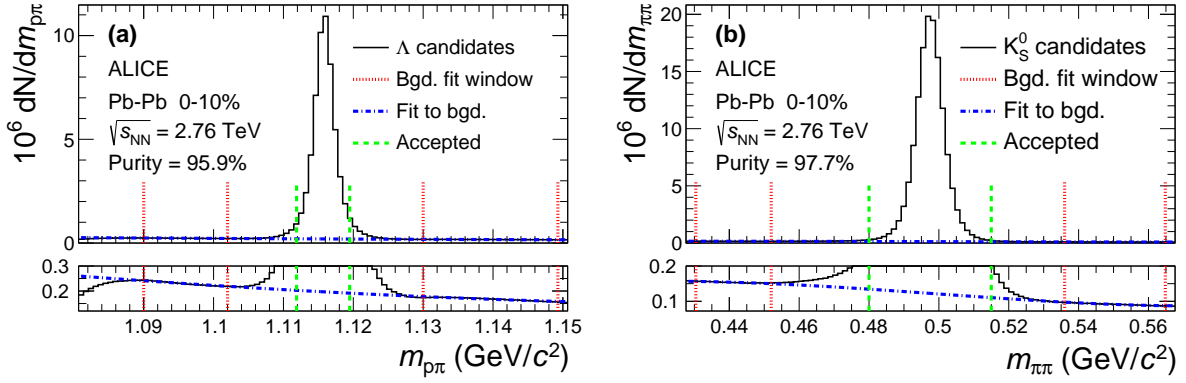 10⁶ dN/dm_pπ
10
5
0
(a)
ALICE
Pb-Pb 0-10%
√s_NN = 2.76 TeV
Purity = 95.9%
Λ candidates
Bgd. fit window
Fit to bgd.
Accepted
0.3
0.2
1.09 1.1 1.11 1.12 1.13 1.14 1.15
m_pπ (GeV/c²)
10⁶ dN/dm_ππ
20
15
10
5
0
(b)
ALICE
Pb-Pb 0-10%
√s_NN = 2.76 TeV
Purity = 97.7%
K⁰_S candidates
Bgd. fit window
Fit to bgd.
Accepted
0.2
0.1
0.44 0.46 0.48 0.5 0.52 0.54 0.56
m_ππ (GeV/c²)